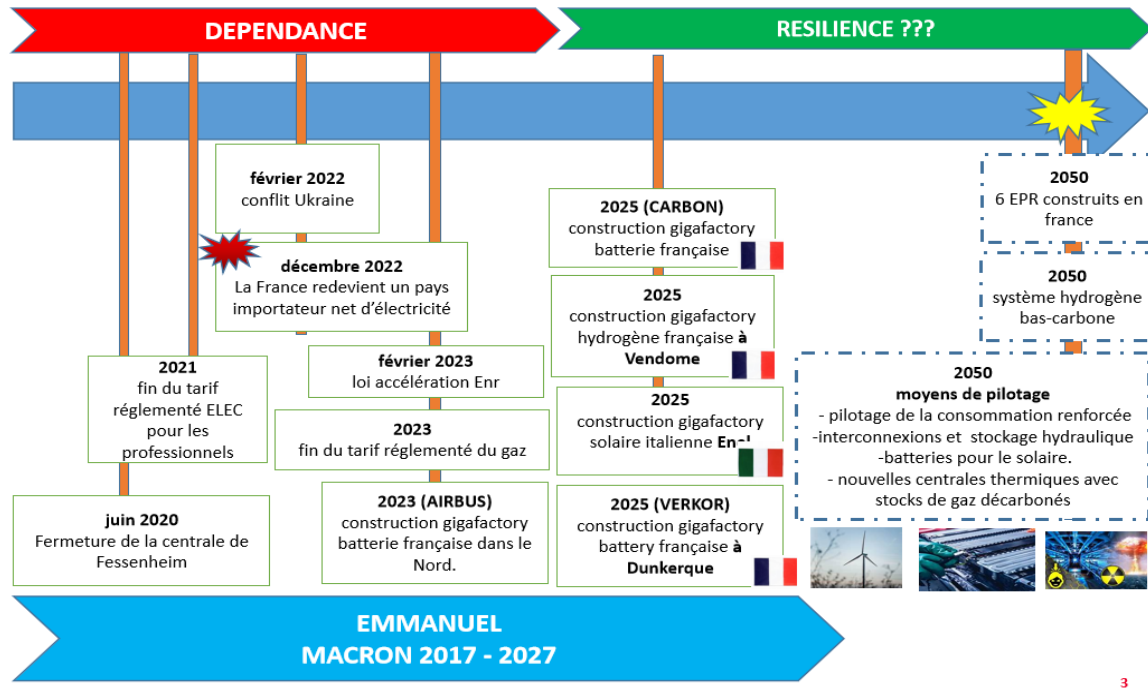 DEPENDANCE
RESILIENCE ???
février 2022
conflit Ukraine
décembre 2022
La France redevient un pays
importateur net d’électricité
2021
fin du tarif
réglementé ELEC
pour les
professionnels
février 2023
loi accélération Enr
2023
fin du tarif réglementé du gaz
juin 2020
Fermeture de la centrale de
Fessenheim
2023 (AIRBUS)
construction gigafactory
batterie française dans le
Nord.
2025 (CARBON)
construction gigafactory
batterie française
2025
construction gigafactory
hydrogène française à
Vendome
2025
construction gigafactory
solaire italienne Enel
2025 (VERKOR)
construction gigafactory
battery française à
Dunkerque
2050
6 EPR construits en
france
2050
système hydrogène
bas-carbone
2050
moyens de pilotage
- pilotage de la consommation renforcée
-interconnexions et stockage hydraulique
-batteries pour le solaire.
- nouvelles centrales thermiques avec
stocks de gaz décarbonés
EMMANUEL
MACRON 2017 - 2027
3